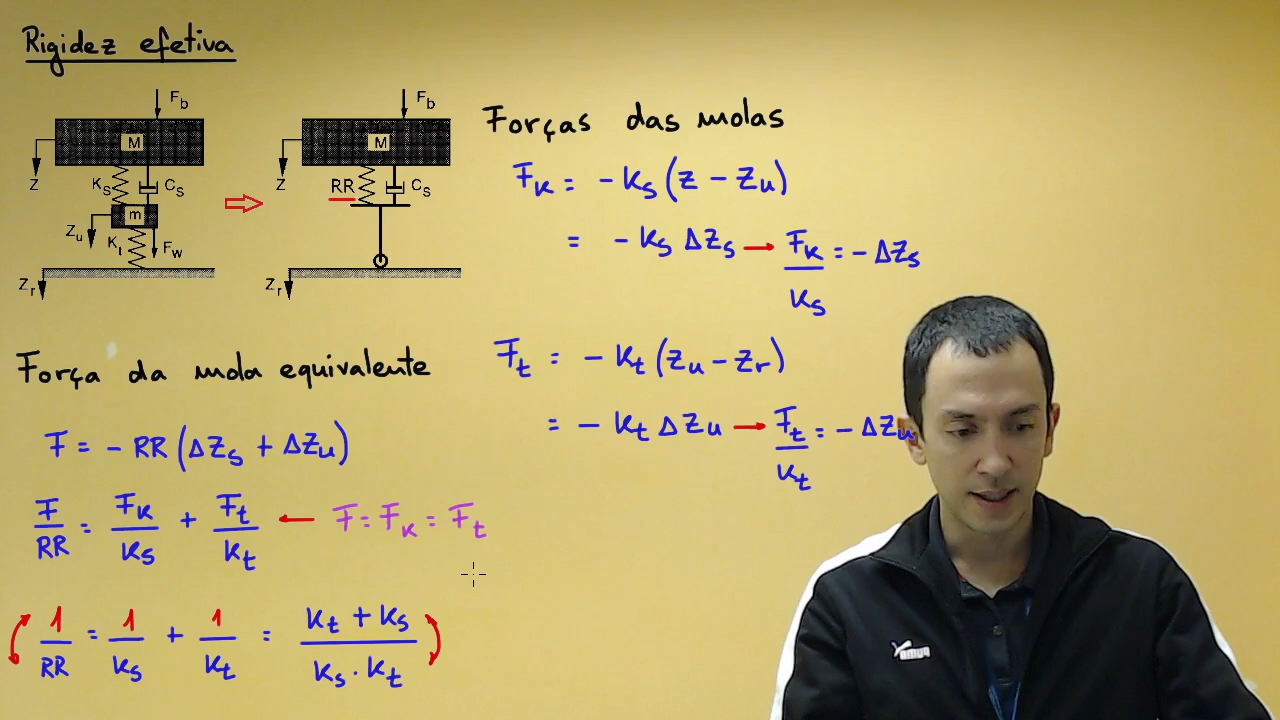 Rigidez efetiva
F_b
M
Z
K_S C_S
m
Z_u K_t F_w
Z_r
F_b
M
Z
RR C_S
Z_r
Forças das molas
F_K = - K_s (Z - Z_u)
= - K_s ΔZ_s → F_K / K_s = - ΔZ_s
F_t = - K_t (Z_u - Z_r)
= - K_t ΔZ_u → F_t / K_t = - ΔZ_u
Força da mola equivalente
F = - RR (ΔZ_s + ΔZ_u)
F / RR = F_K / K_s + F_t / K_t ← F = F_K = F_t
1 / RR = 1 / K_s + 1 / K_t = K_t + K_s / K_s . K_t
puma